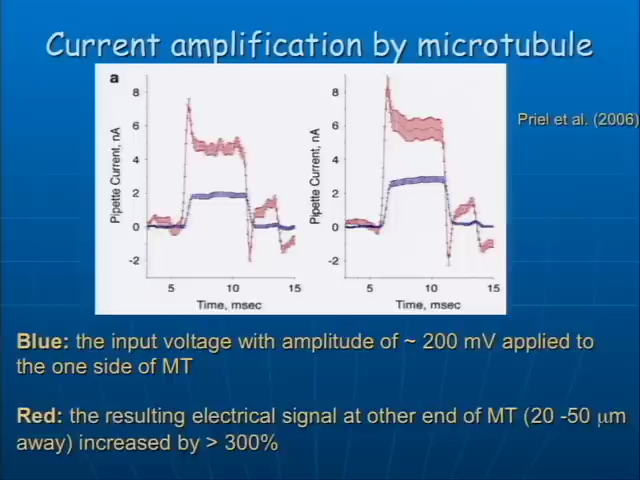 Current amplification by microtubule
a
Priel et al. (2006)
8
6
4
2
0
-2
Pipette Current, nA
5
10
15
Time, msec
8
6
4
2
0
-2
Pipette Current, nA
5
10
15
Time, msec
Blue: the input voltage with amplitude of ~ 200 mV applied to
the one side of MT
Red: the resulting electrical signal at other end of MT (20 -50 μm
away) increased by > 300%